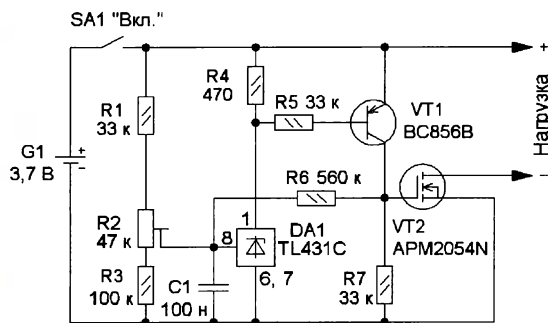 SA1 "Вкл."
+
R4
470
R5 33 к
R1
33 к
VT1
BC856B
Нагрузка
G1
3,7 В
+
−
R6 560 к
−
R2
47 к
1
8
DA1
TL431C
VT2
APM2054N
6, 7
R3
100 к
C1
100 н
R7
33 к